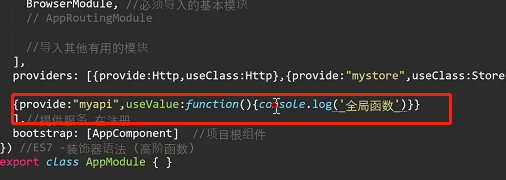 BrowserModule, //必须导入的基本模块
// AppRoutingModule
//导入其他有用的模块
],
providers: [{provide:Http,useClass:Http},{provide:"mystore",useClass:Store
{provide:"myapi",useValue:function(){console.log('全局函数')}}
],//提供服务 在注册
bootstrap: [AppComponent] //项目根组件
}) //ES7 -装饰器语法 (高阶函数)
export class AppModule { }